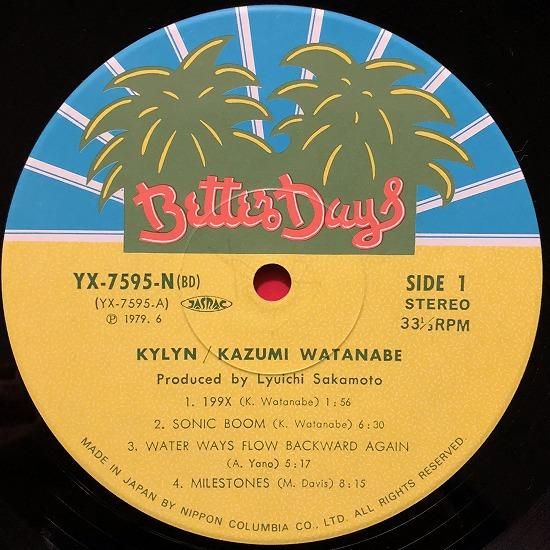 Better Days
YX-7595-N(BD)
(YX-7595-A)
JASRAC
Ⓟ 1979. 6
SIDE 1
STEREO
33⅓RPM
KYLYN / KAZUMI WATANABE
Produced by Lyuichi Sakamoto
1. 199X (K. Watanabe) 1:56
2. SONIC BOOM (K. Watanabe) 6:30
3. WATER WAYS FLOW BACKWARD AGAIN
(A. Yano) 5:17
4. MILESTONES (M. Davis) 8:15
MADE IN JAPAN BY NIPPON COLUMBIA CO., LTD. ALL RIGHTS RESERVED.